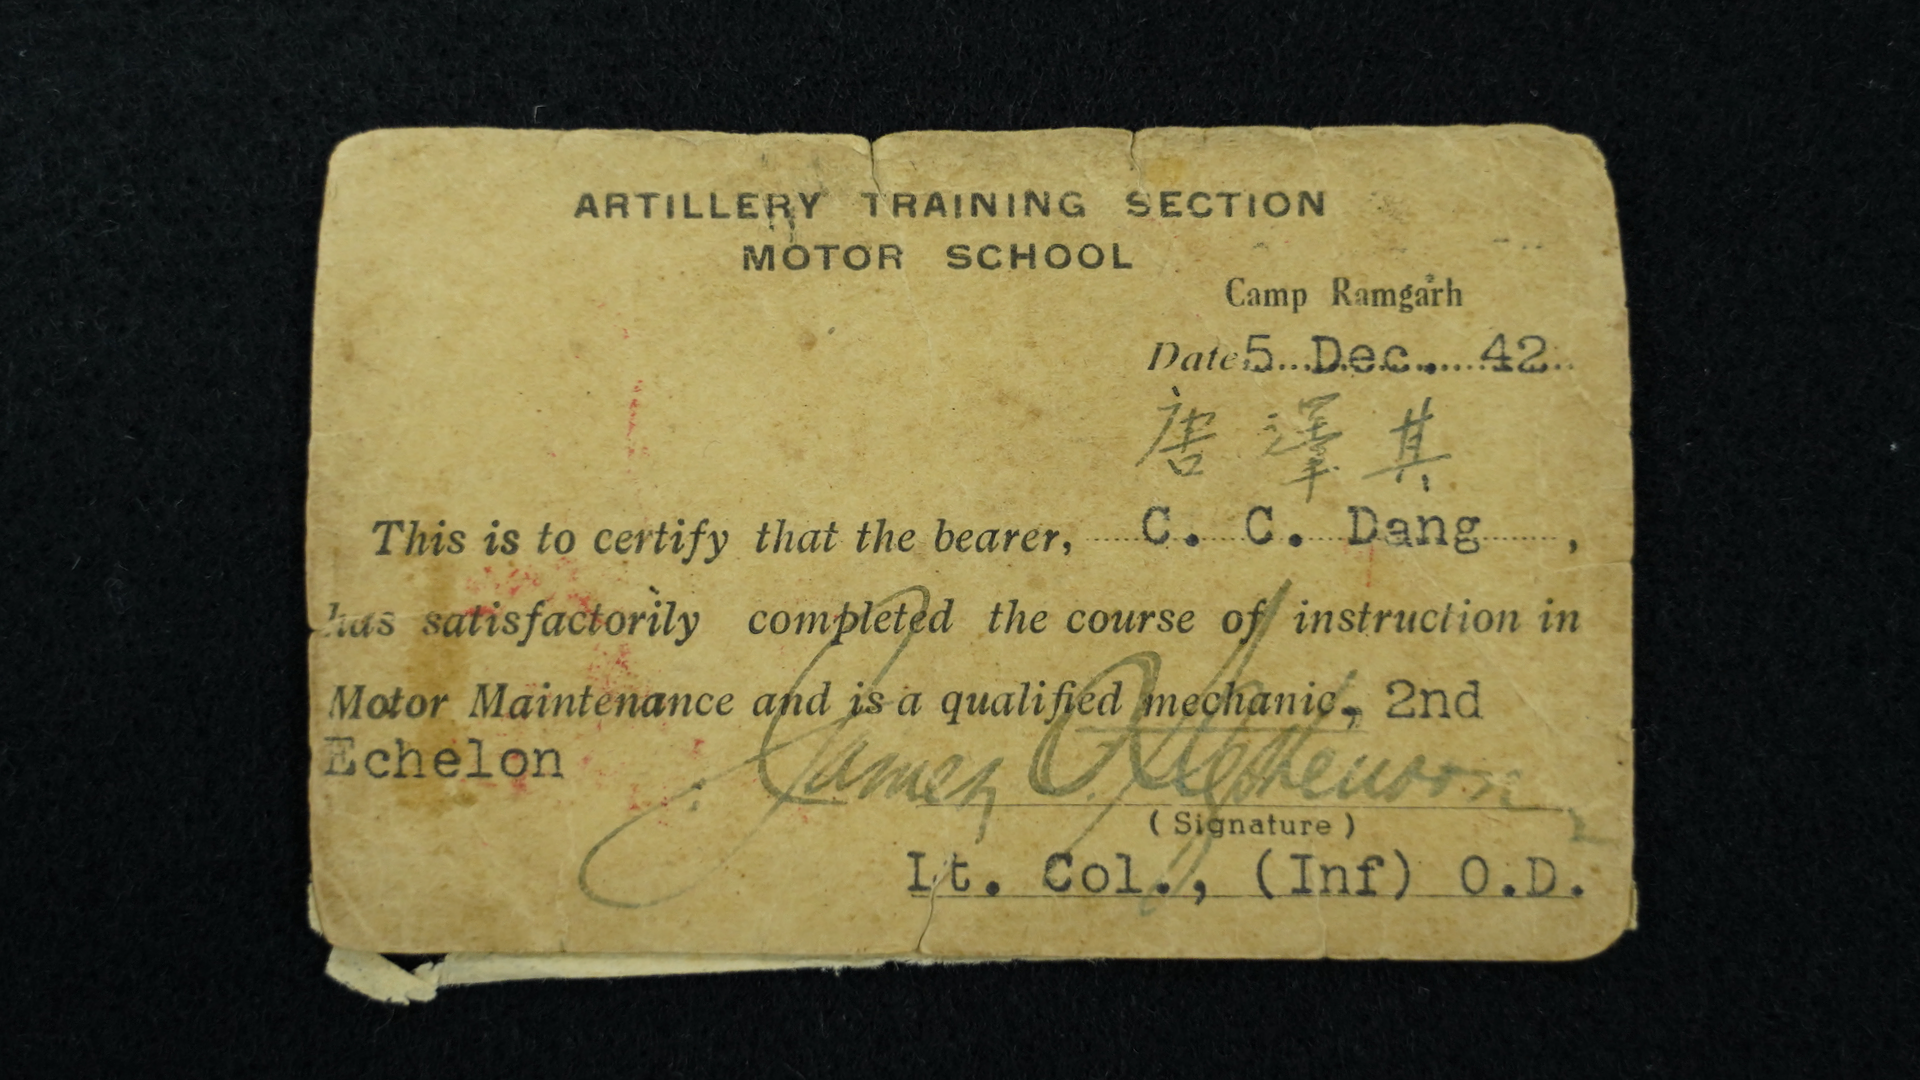 ARTILLERY TRAINING SECTION
MOTOR SCHOOL
Camp Ramgarh
Date 5 Dec. 42
唐澤其
This is to certify that the bearer, C. C. Dang,
has satisfactorily completed the course of instruction in
Motor Maintenance and is a qualified mechanic, 2nd
Echelon
James Stephenson
(Signature)
Lt. Col., (Inf) O.D.